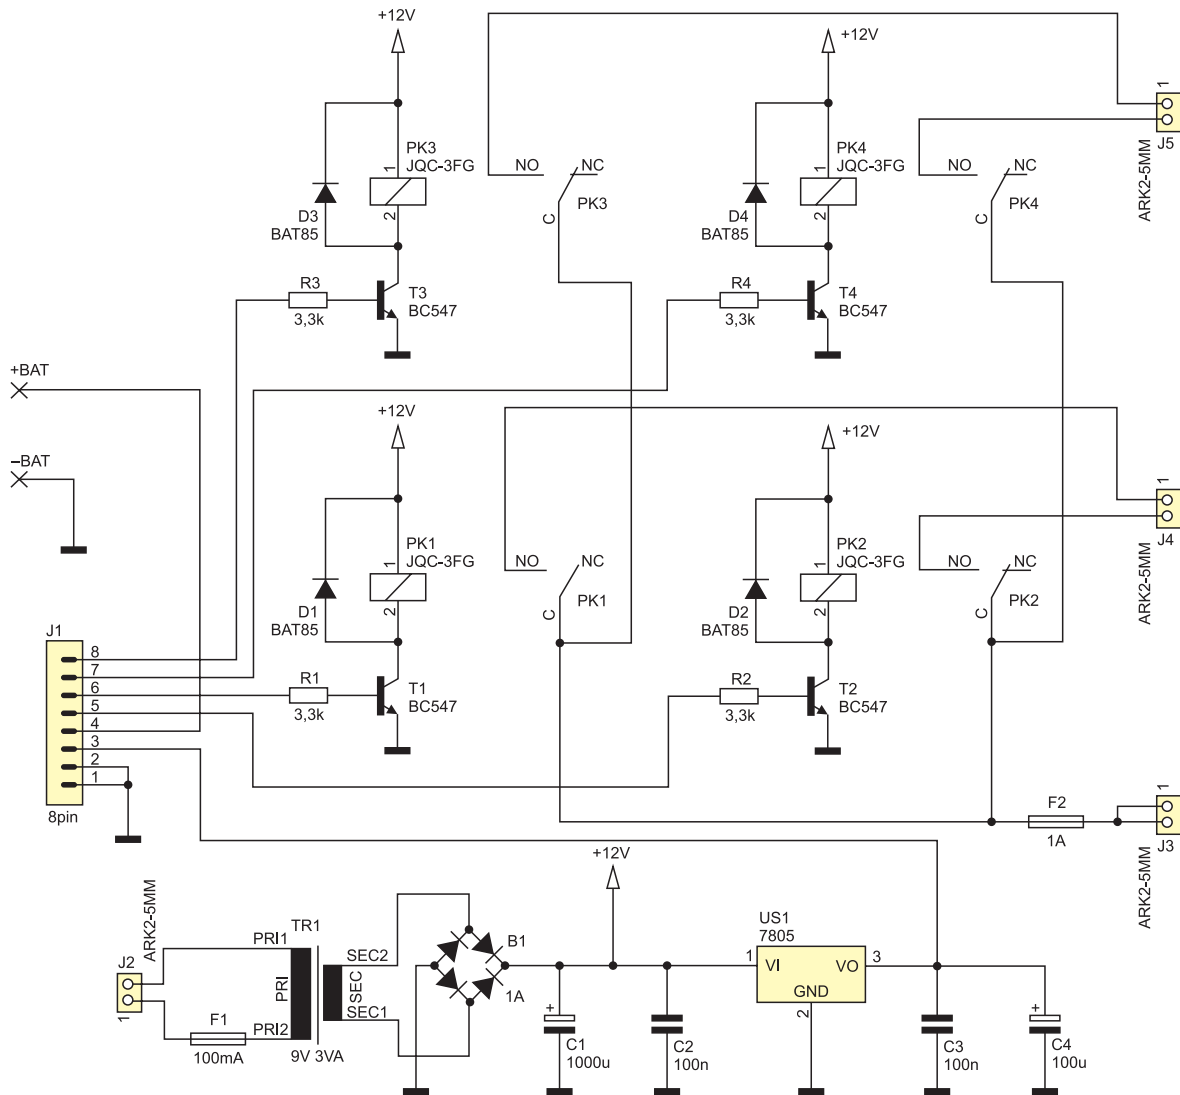 +12V
+12V
1
J5
ARK2-5MM
PK3
JQC-3FG
1
2
D3
BAT85
NO
NC
C
PK3
PK4
JQC-3FG
1
2
D4
BAT85
NO
NC
C
PK4
R3
3,3k
T3
BC547
R4
3,3k
T4
BC547
+BAT
–BAT
+12V
+12V
1
J4
ARK2-5MM
PK1
JQC-3FG
1
2
D1
BAT85
NO
NC
C
PK1
PK2
JQC-3FG
1
2
D2
BAT85
NO
NC
C
PK2
J1
8
7
6
5
4
3
2
1
8pin
R1
3,3k
T1
BC547
R2
3,3k
T2
BC547
F2
1A
1
J3
ARK2-5MM
+12V
J2
1
ARK2-5MM
PRI1
PRI
PRI2
F1
100mA
TR1
9V 3VA
SEC2
SEC
SEC1
B1
1A
+
C1
1000u
C2
100n
US1
7805
1
VI
VO
3
GND
2
C3
100n
+
C4
100u